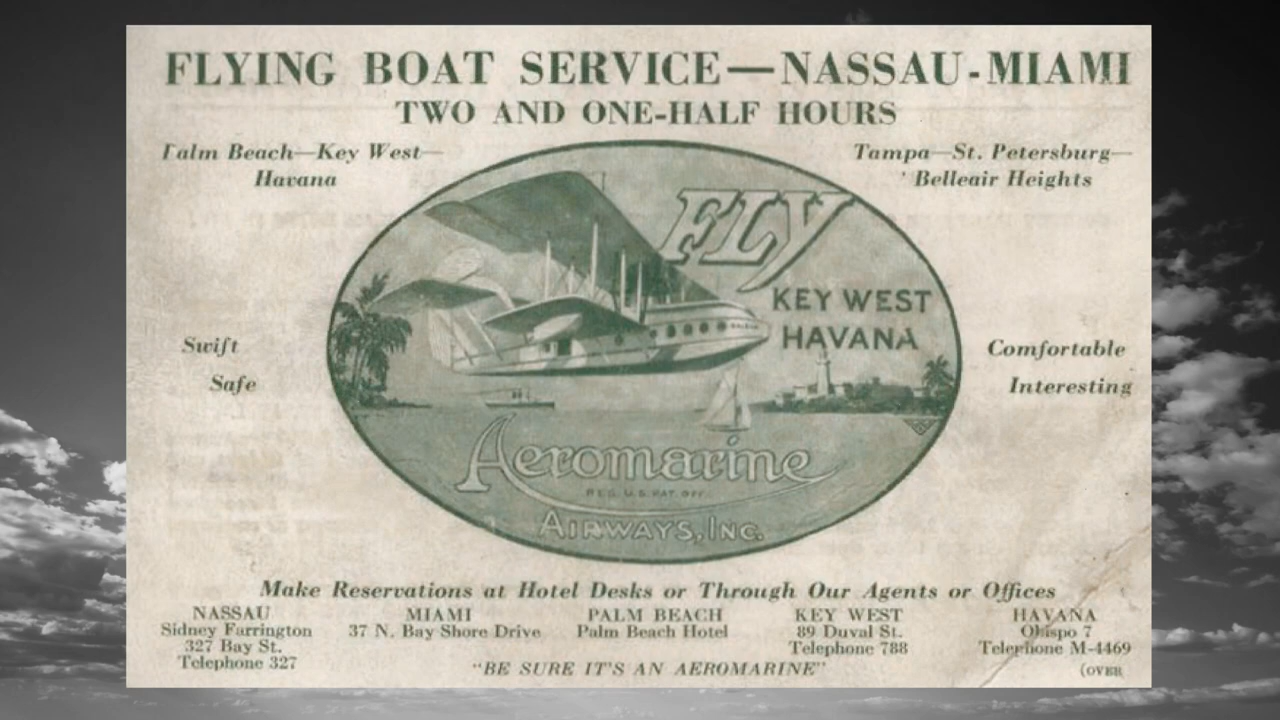 FLYING BOAT SERVICE—NASSAU-MIAMI
TWO AND ONE-HALF HOURS
Palm Beach—Key West—
Havana
Tampa—St. Petersburg—
Belleair Heights
FLY
KEY WEST
HAVANA
Swift
Safe
Comfortable
Interesting
Aeromarine
REG. U.S. PAT. OFF.
AIRWAYS, INC.
Make Reservations at Hotel Desks or Through Our Agents or Offices
NASSAU
Sidney Farrington
327 Bay St.
Telephone 327
MIAMI
37 N. Bay Shore Drive
PALM BEACH
Palm Beach Hotel
KEY WEST
89 Duval St.
Telephone 788
HAVANA
Obispo 7
Telephone M-4469
"BE SURE IT'S AN AEROMARINE"
(OVER